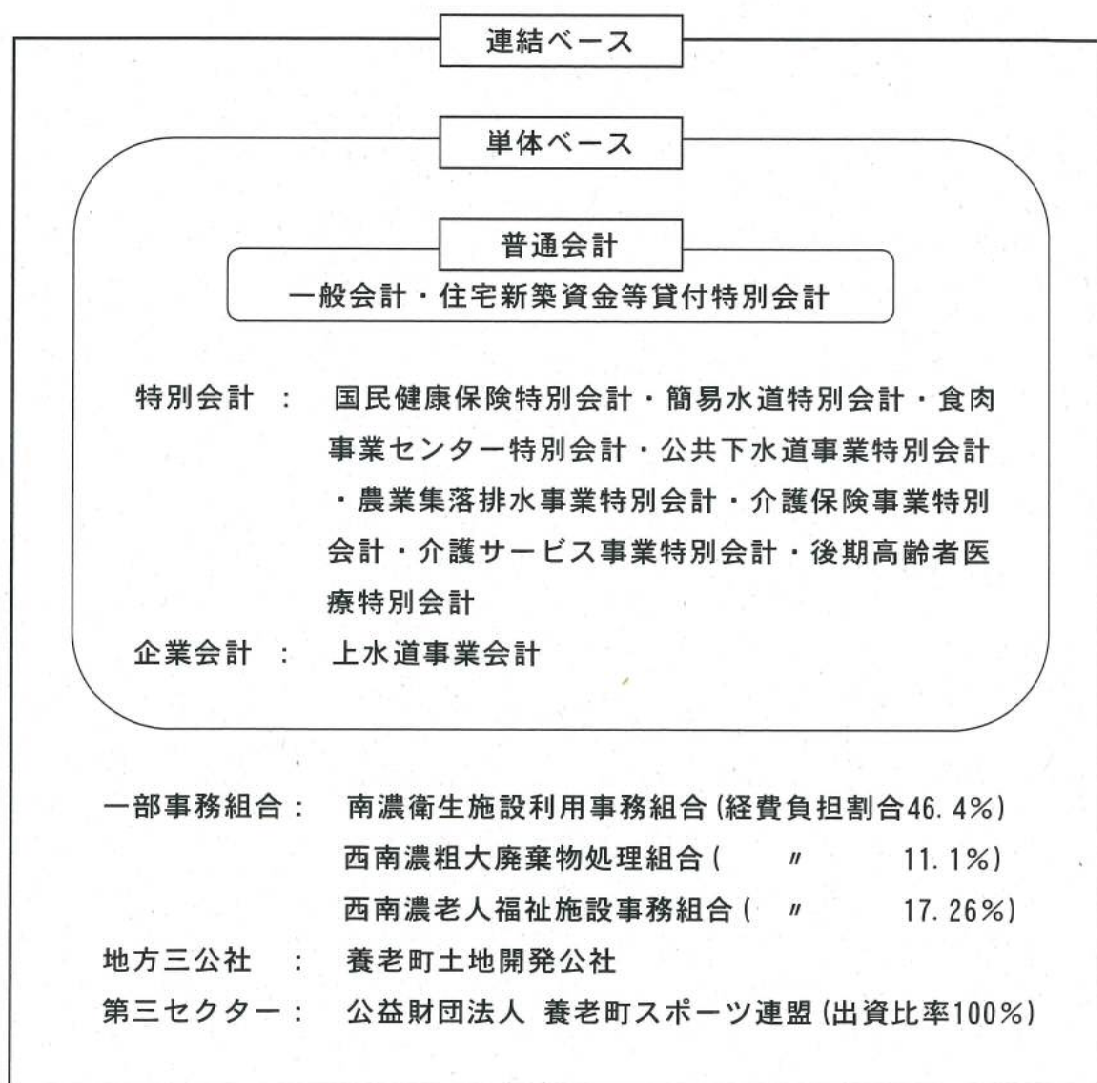 連結ベース
単体ベース
普通会計
一般会計・住宅新築資金等貸付特別会計
特別会計 : 国民健康保険特別会計・簡易水道特別会計・食肉
事業センター特別会計・公共下水道事業特別会計
・農業集落排水事業特別会計・介護保険事業特別
会計・介護サービス事業特別会計・後期高齢者医
療特別会計
企業会計 : 上水道事業会計
一部事務組合: 南濃衛生施設利用事務組合(経費負担割合46.4%)
西南濃粗大廃棄物処理組合( 〃 11.1%)
西南濃老人福祉施設事務組合( 〃 17.26%)
地方三公社 : 養老町土地開発公社
第三セクター: 公益財団法人 養老町スポーツ連盟(出資比率100%)